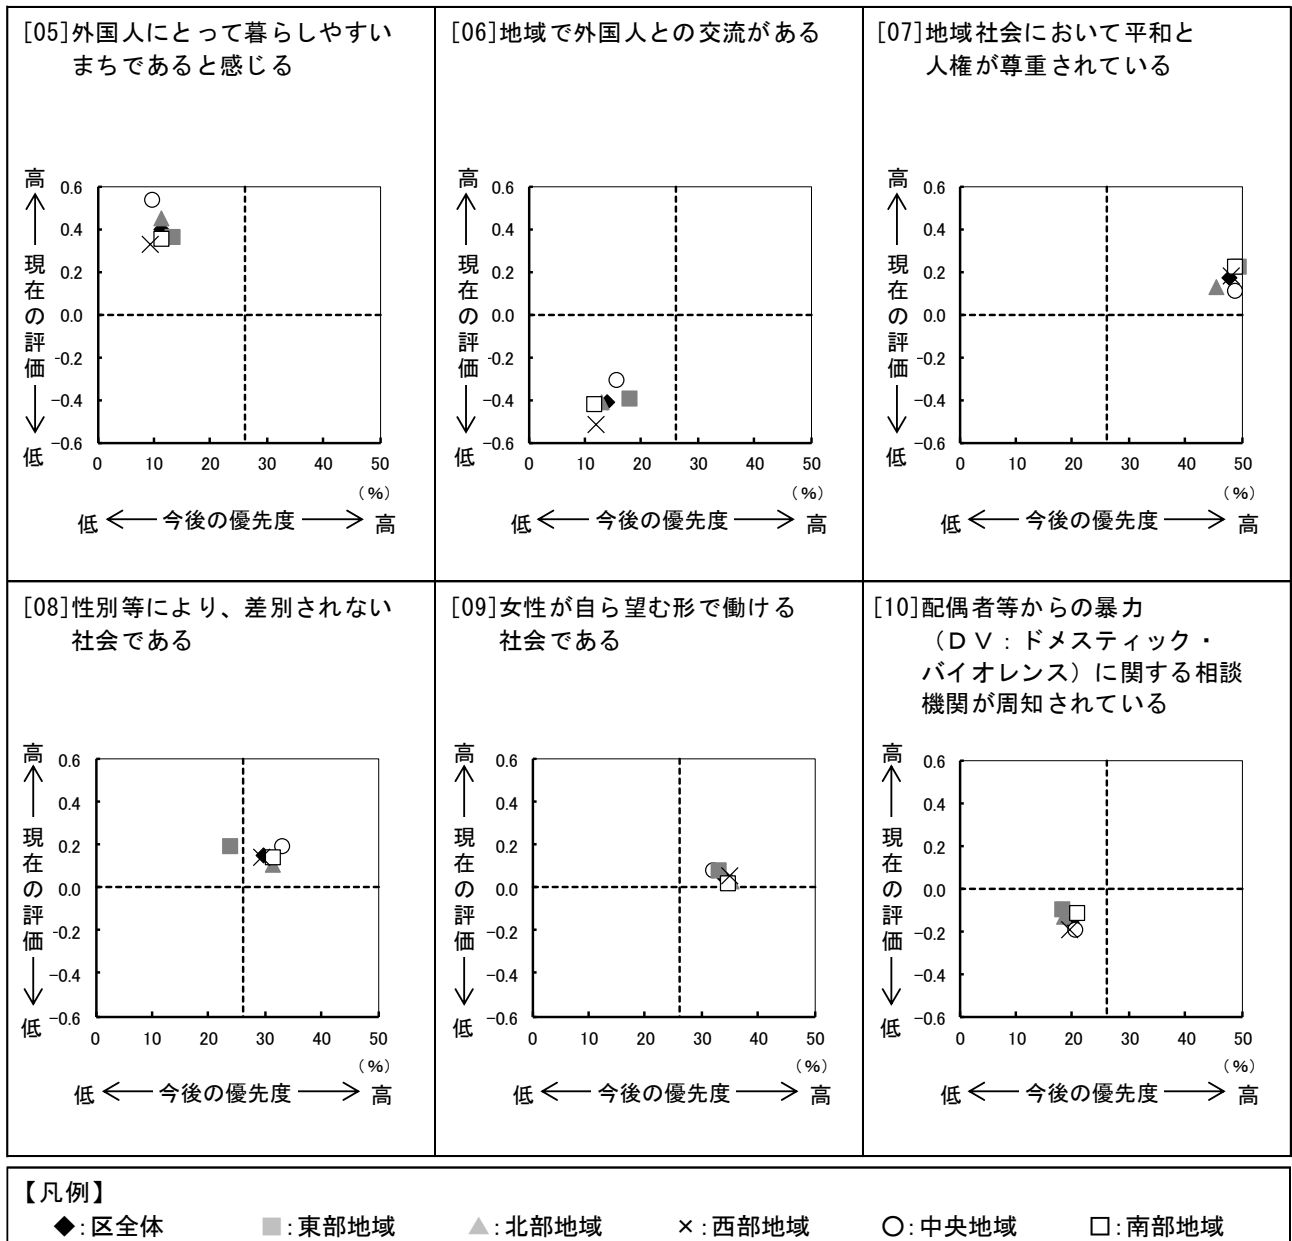 [05]外国人にとって暮らしやすい
まちであると感じる
高
現在の評価
低
0.6
0.4
0.2
0.0
-0.2
-0.4
-0.6
0 10 20 30 40 50
(%)
低 今後の優先度 高
[06]地域で外国人との交流がある
高
現在の評価
低
0.6
0.4
0.2
0.0
-0.2
-0.4
-0.6
0 10 20 30 40 50
(%)
低 今後の優先度 高
[07]地域社会において平和と
人権が尊重されている
高
現在の評価
低
0.6
0.4
0.2
0.0
-0.2
-0.4
-0.6
0 10 20 30 40 50
(%)
低 今後の優先度 高
[08]性別等により、差別されない
社会である
高
現在の評価
低
0.6
0.4
0.2
0.0
-0.2
-0.4
-0.6
0 10 20 30 40 50
(%)
低 今後の優先度 高
[09]女性が自ら望む形で働ける
社会である
高
現在の評価
低
0.6
0.4
0.2
0.0
-0.2
-0.4
-0.6
0 10 20 30 40 50
(%)
低 今後の優先度 高
[10]配偶者等からの暴力
（ＤＶ：ドメスティック・
バイオレンス）に関する相談
機関が周知されている
高
現在の評価
低
0.6
0.4
0.2
0.0
-0.2
-0.4
-0.6
0 10 20 30 40 50
(%)
低 今後の優先度 高
【凡例】
◆:区全体 ■:東部地域 ▲:北部地域 ×:西部地域 ○:中央地域 □:南部地域